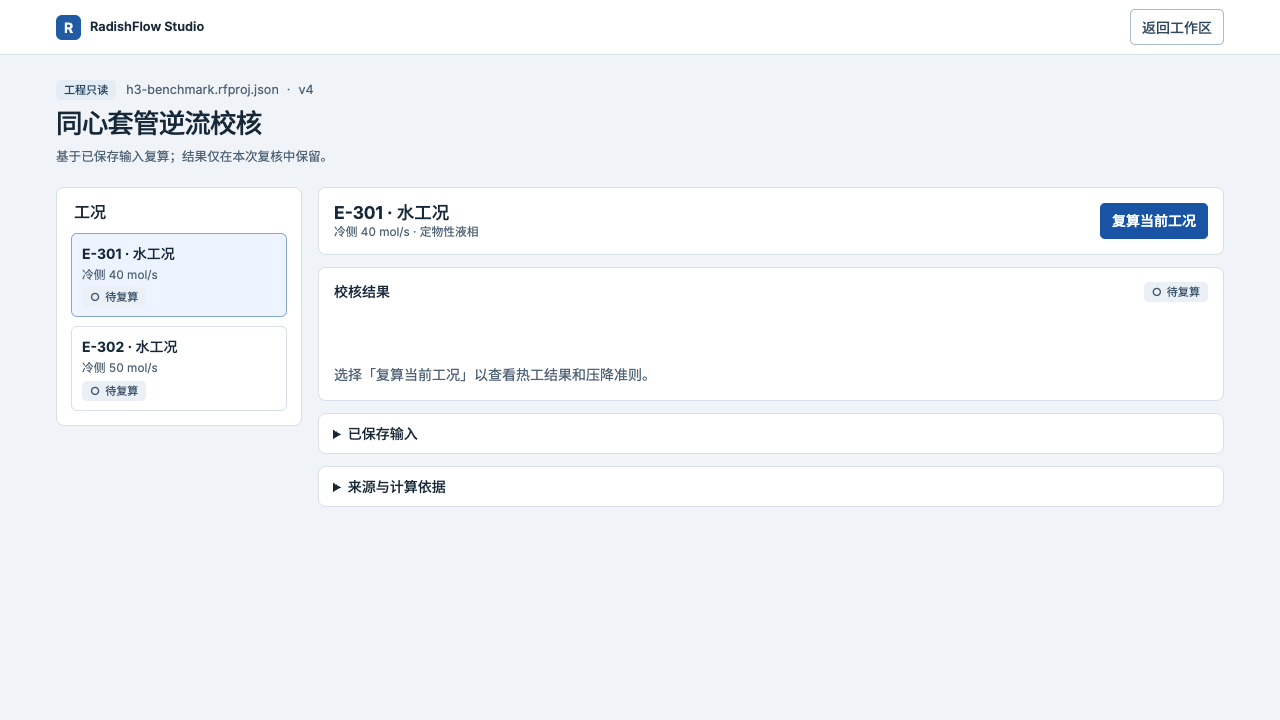 R RadishFlow Studio
返回工作区
工程只读 h3-benchmark.rfproj.json · v4
同心套管逆流校核
基于已保存输入复算；结果仅在本次复核中保留。
工况
E-301 · 水工况
冷侧 40 mol/s
待复算
E-302 · 水工况
冷侧 50 mol/s
待复算
E-301 · 水工况
冷侧 40 mol/s · 定物性液相
复算当前工况
校核结果
待复算
选择「复算当前工况」以查看热工结果和压降准则。
已保存输入
来源与计算依据